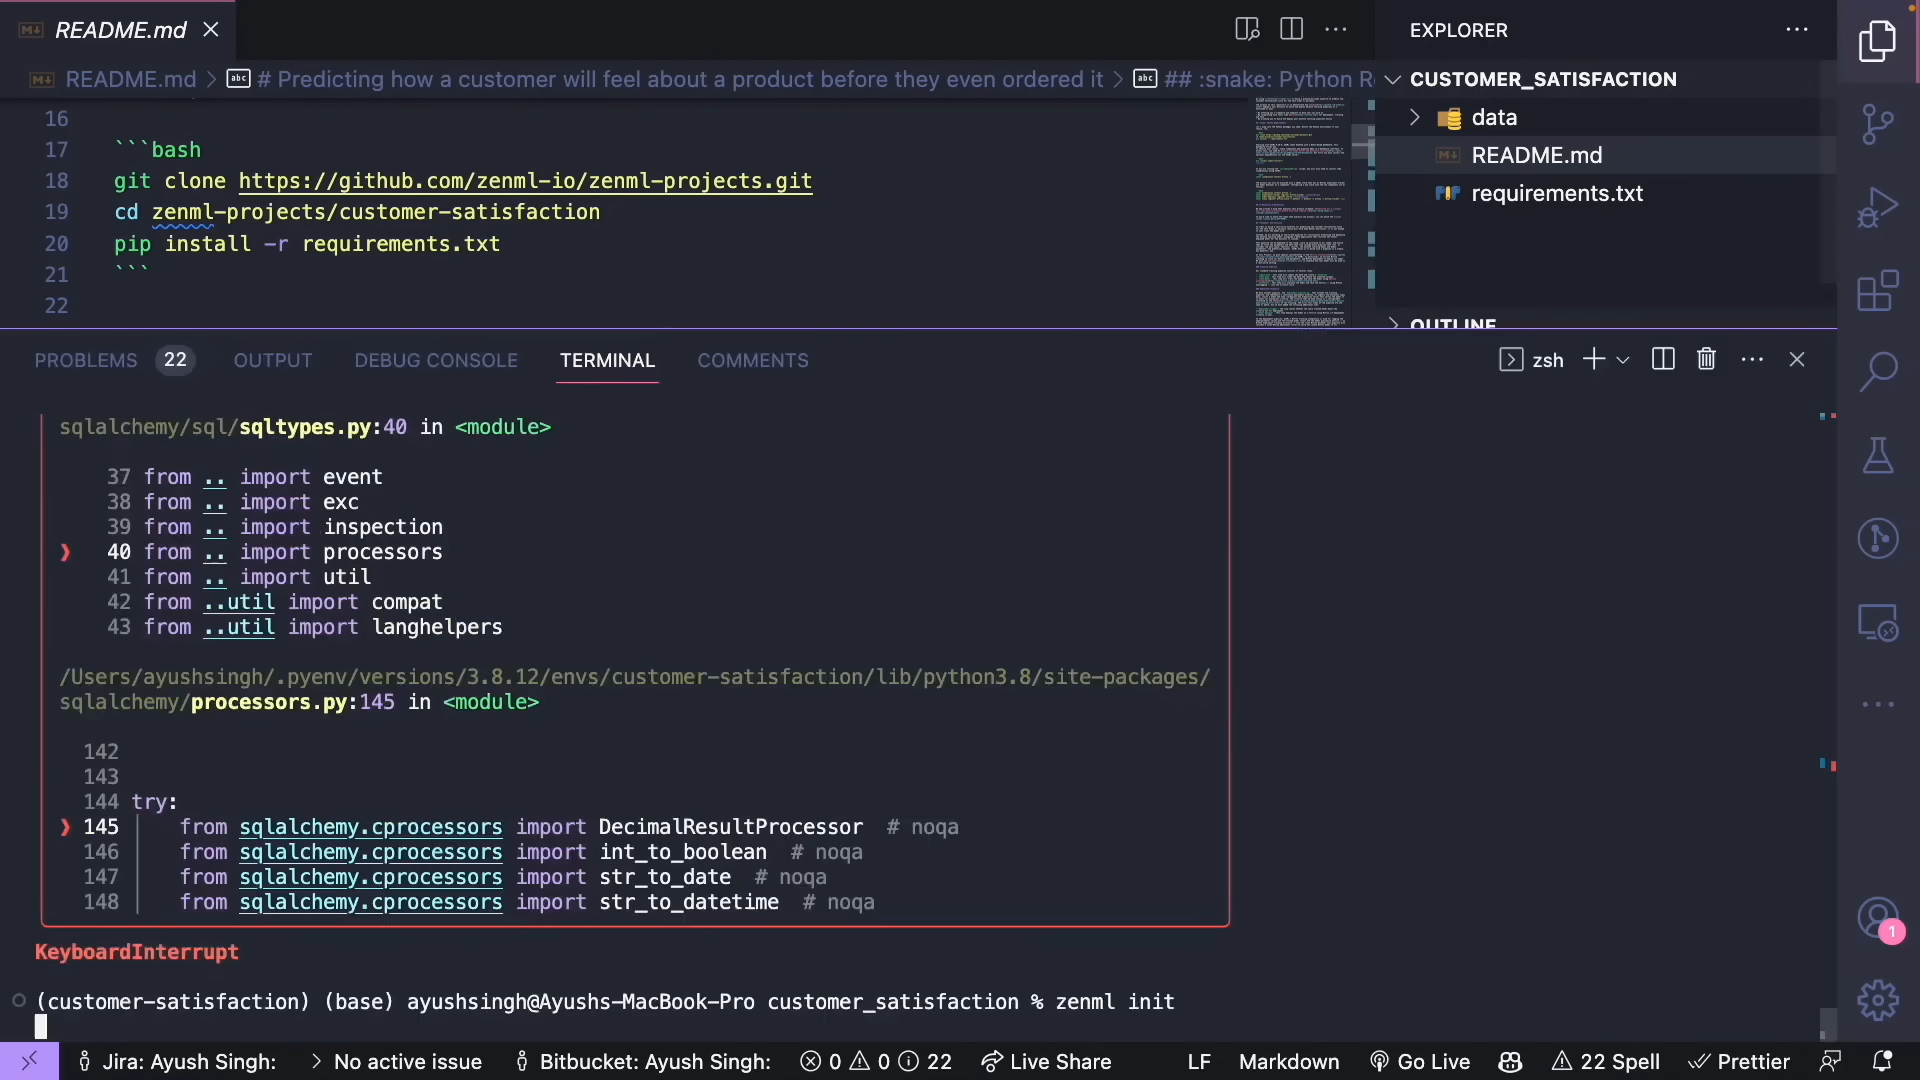 README.md
EXPLORER
README.md > # Predicting how a customer will feel about a product before they even ordered it > ## :snake: Python R
CUSTOMER_SATISFACTION
data
README.md
requirements.txt
OUTLINE
16
17 ```bash
18 git clone https://github.com/zenml-io/zenml-projects.git
19 cd zenml-projects/customer-satisfaction
20 pip install -r requirements.txt
21 ```
22
PROBLEMS 22 OUTPUT DEBUG CONSOLE TERMINAL COMMENTS zsh
sqlalchemy/sql/sqltypes.py:40 in <module>
37 from .. import event
38 from .. import exc
39 from .. import inspection
❱ 40 from .. import processors
41 from .. import util
42 from ..util import compat
43 from ..util import langhelpers
/Users/ayushsingh/.pyenv/versions/3.8.12/envs/customer-satisfaction/lib/python3.8/site-packages/
sqlalchemy/processors.py:145 in <module>
142
143
144 try:
❱ 145 from sqlalchemy.cprocessors import DecimalResultProcessor # noqa
146 from sqlalchemy.cprocessors import int_to_boolean # noqa
147 from sqlalchemy.cprocessors import str_to_date # noqa
148 from sqlalchemy.cprocessors import str_to_datetime # noqa
KeyboardInterrupt
(customer-satisfaction) (base) ayushsingh@Ayushs-MacBook-Pro customer_satisfaction % zenml init
1
Jira: Ayush Singh: > No active issue Bitbucket: Ayush Singh: 0 0 22 Live Share LF Markdown Go Live 22 Spell Prettier